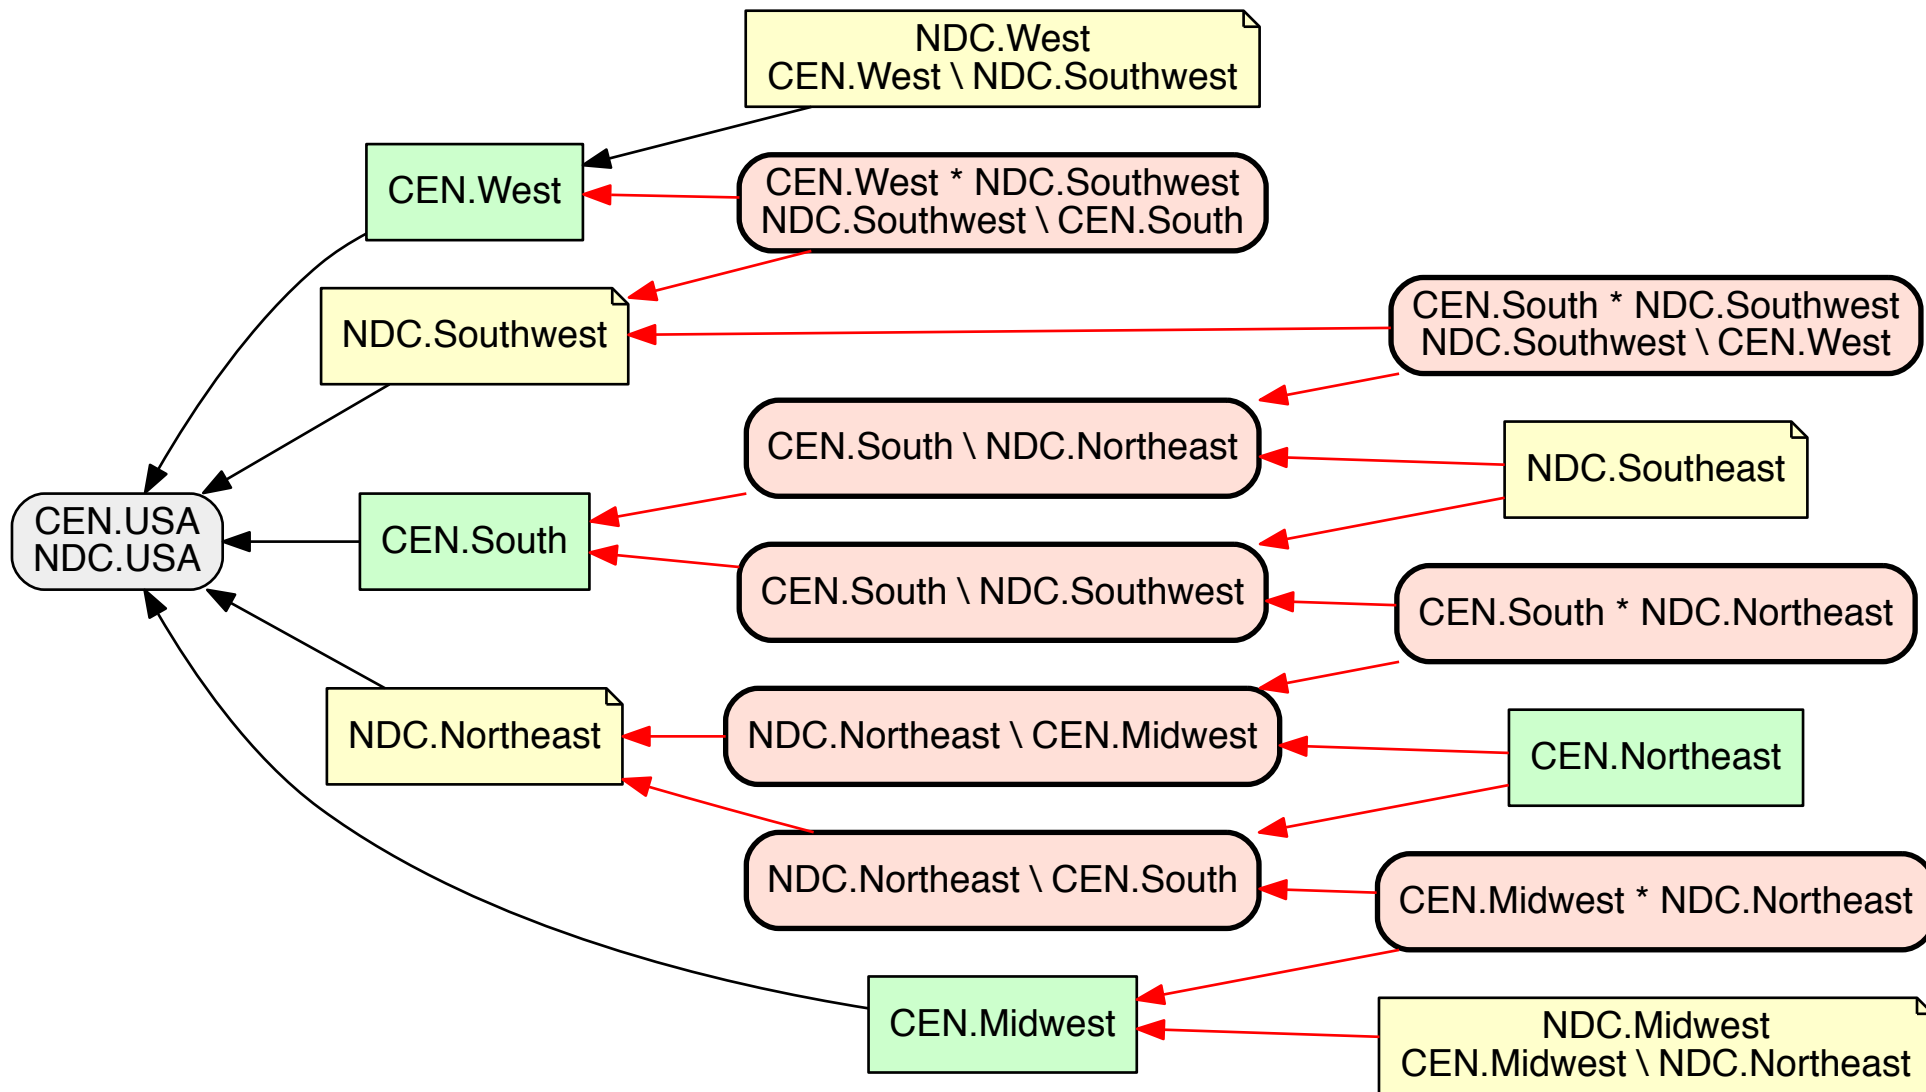 NDC.West
CEN.West \ NDC.Southwest
CEN.West
CEN.West * NDC.Southwest
NDC.Southwest \ CEN.South
NDC.Southwest
CEN.South * NDC.Southwest
NDC.Southwest \ CEN.West
CEN.South \ NDC.Northeast
NDC.Southeast
CEN.USA
NDC.USA
CEN.South
CEN.South \ NDC.Southwest
CEN.South * NDC.Northeast
NDC.Northeast
NDC.Northeast \ CEN.Midwest
CEN.Northeast
NDC.Northeast \ CEN.South
CEN.Midwest * NDC.Northeast
CEN.Midwest
NDC.Midwest
CEN.Midwest \ NDC.Northeast